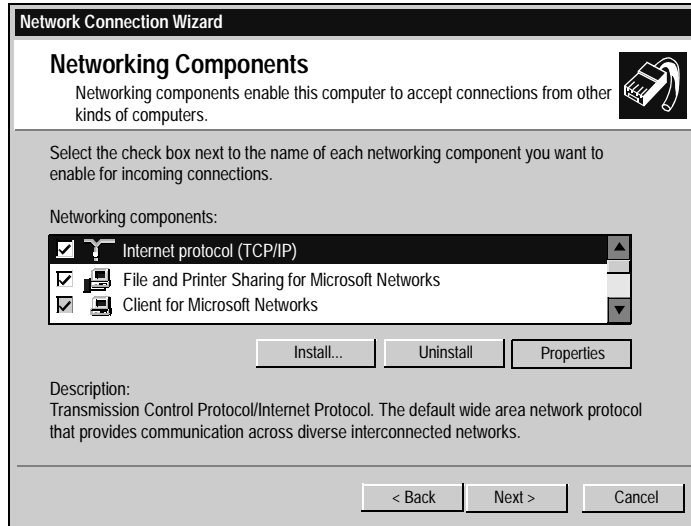 Network Connection Wizard
Networking Components
Networking components enable this computer to accept connections from other
kinds of computers.
Select the check box next to the name of each networking component you want to
enable for incoming connections.
Networking components:
Internet protocol (TCP/IP)
File and Printer Sharing for Microsoft Networks
Client for Microsoft Networks
Install... Uninstall Properties
Description:
Transmission Control Protocol/Internet Protocol. The default wide area network protocol
that provides communication across diverse interconnected networks.
< Back Next > Cancel